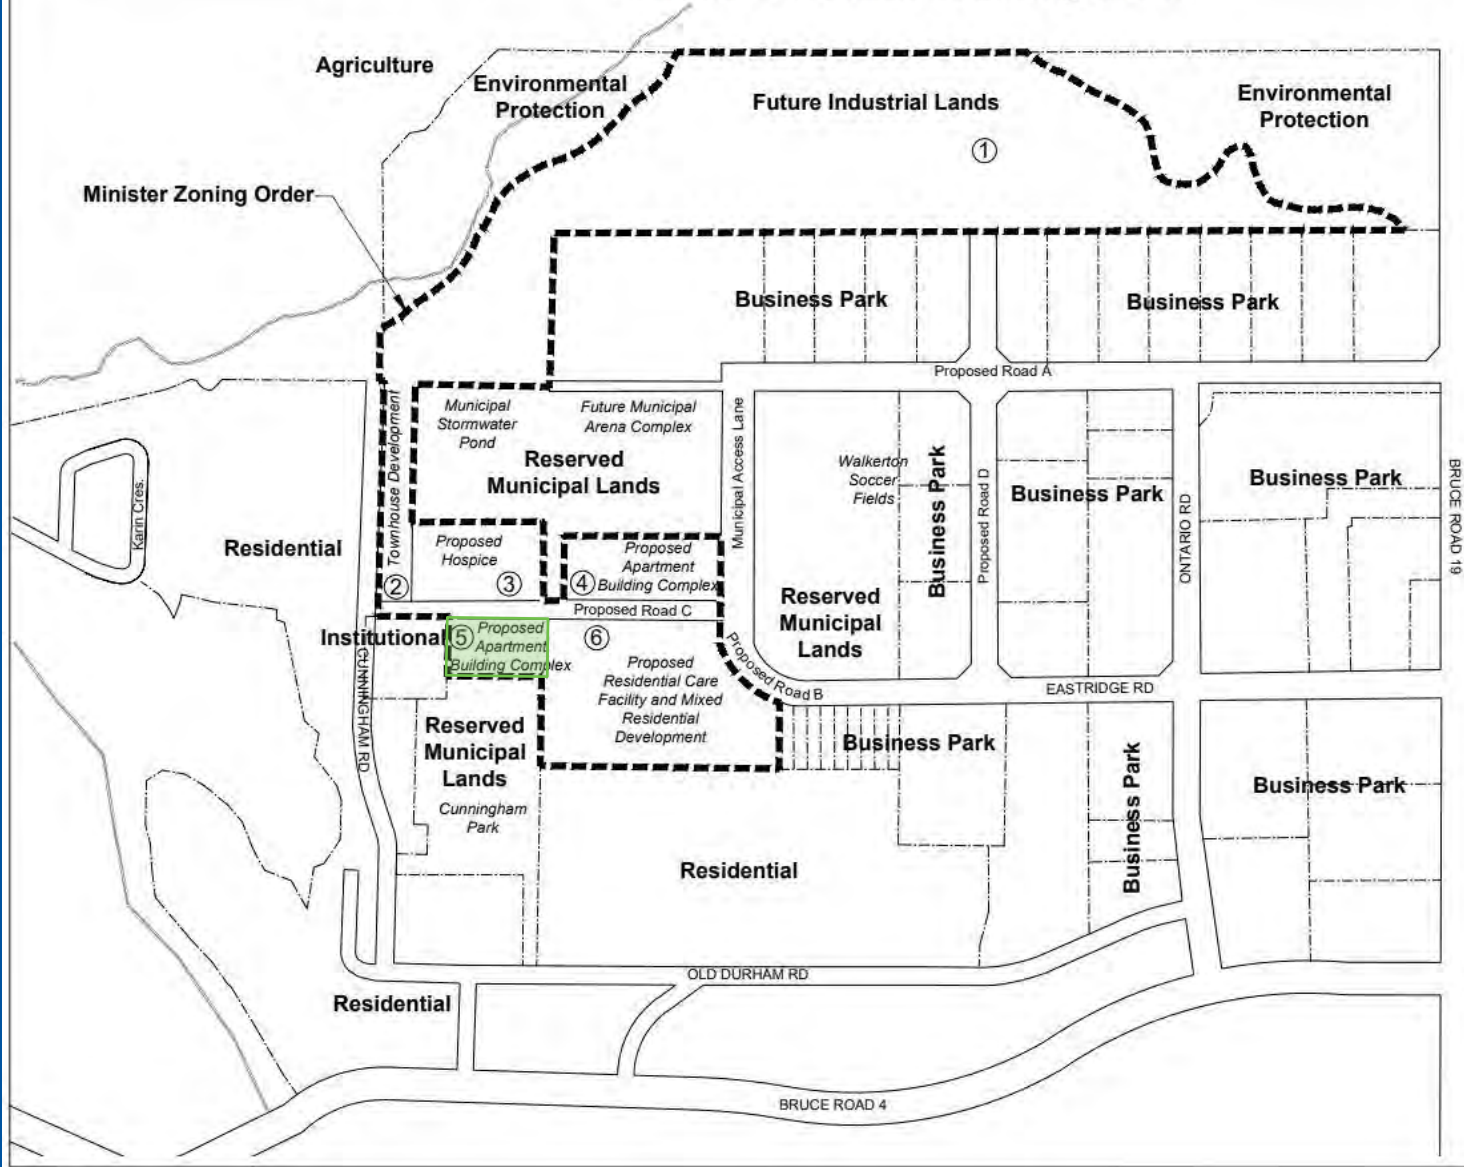 Agriculture
Environmental
Protection
Future Industrial Lands
Environmental
Protection
①
Minister Zoning Order
Business Park
Business Park
Proposed Road A
Municipal
Stormwater
Pond
Future Municipal
Arena Complex
Reserved
Municipal Lands
Townhouse Development
Municipal Access Lane
Walkerton
Soccer
Fields
Business Park
Proposed Road D
Business Park
ONTARIO RD
Business Park
BRUCE ROAD 19
Karin Cres.
Residential
Proposed
Hospice
②
③
④
Proposed
Apartment
Building Complex
Proposed Road C
Reserved
Municipal
Lands
Institutional
⑤
Proposed
Apartment
Building Complex
⑥
Proposed
Residential Care
Facility and Mixed
Residential
Development
Proposed Road B
EASTRIDGE RD
CUNNINGHAM RD
Reserved
Municipal
Lands
Cunningham
Park
Business Park
Business Park
Business Park
Residential
OLD DURHAM RD
Residential
BRUCE ROAD 4